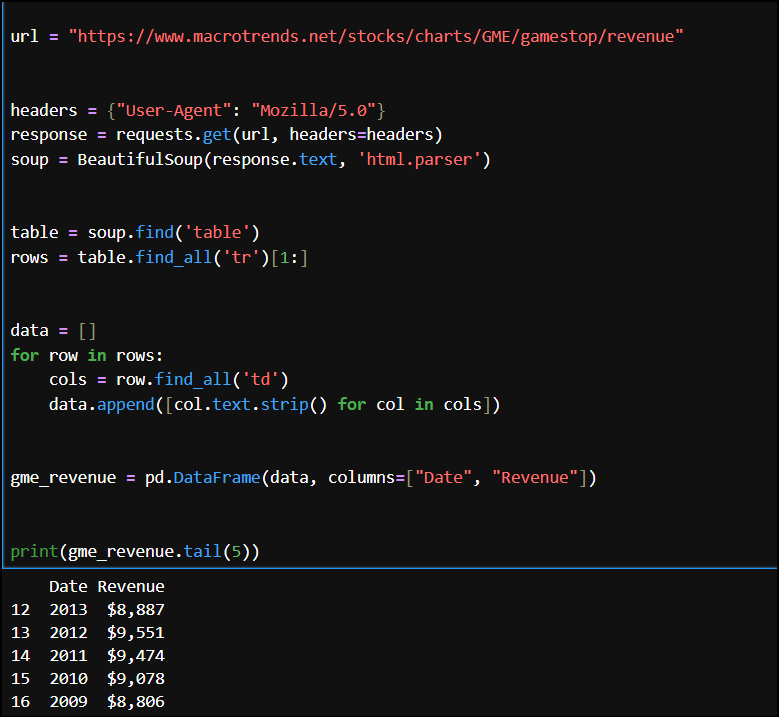 url = "https://www.macrotrends.net/stocks/charts/GME/gamestop/revenue"
headers = {"User-Agent": "Mozilla/5.0"}
response = requests.get(url, headers=headers)
soup = BeautifulSoup(response.text, 'html.parser')
table = soup.find('table')
rows = table.find_all('tr')[1:]
data = []
for row in rows:
    cols = row.find_all('td')
    data.append([col.text.strip() for col in cols])
gme_revenue = pd.DataFrame(data, columns=["Date", "Revenue"])
print(gme_revenue.tail(5))
    Date Revenue
12  2013  $8,887
13  2012  $9,551
14  2011  $9,474
15  2010  $9,078
16  2009  $8,806